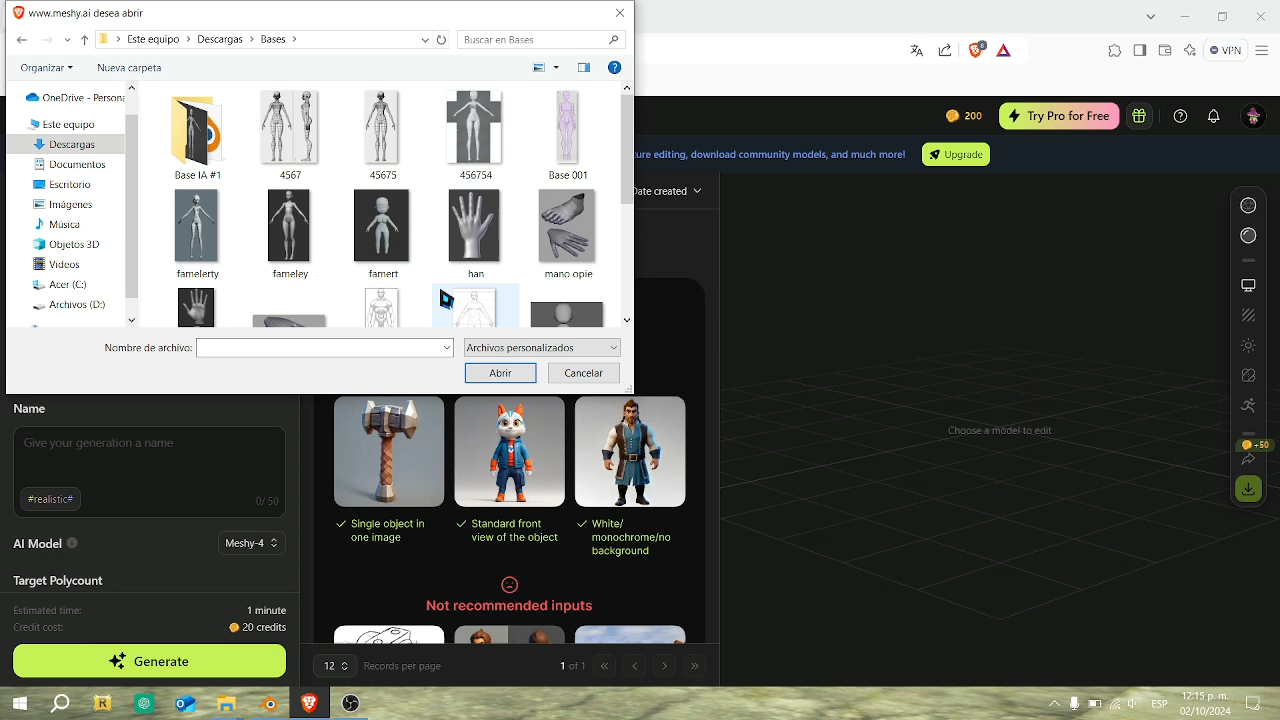 www.meshy.ai desea abrir
Este equipo
Descargas
Bases
Buscar en Bases
Organizar
Nueva carpeta
OneDrive - Persona
Este equipo
Descargas
Documentos
Escritorio
Imágenes
Música
Objetos 3D
Videos
Acer (C:)
Archivos (D:)
Base IA #1
4567
45675
456754
Base 001
famelerty
fameley
famert
han
mano opie
Nombre de archivo:
Archivos personalizados
Abrir
Cancelar
8
VPN
200
Try Pro for Free
ture editing, download community models, and much more!
Upgrade
Date created
Name
Give your generation a name
#realistic#
0/ 50
AI Model
Meshy-4
Target Polycount
Estimated time:
1 minute
Credit cost:
20 credits
Generate
Single object in
one image
Standard front
view of the object
White/
monochrome/no
background
Not recommended inputs
12
Records per page
1 of 1
Choose a model to edit
+50
R
ESP
12:15 p. m.
02/10/2024